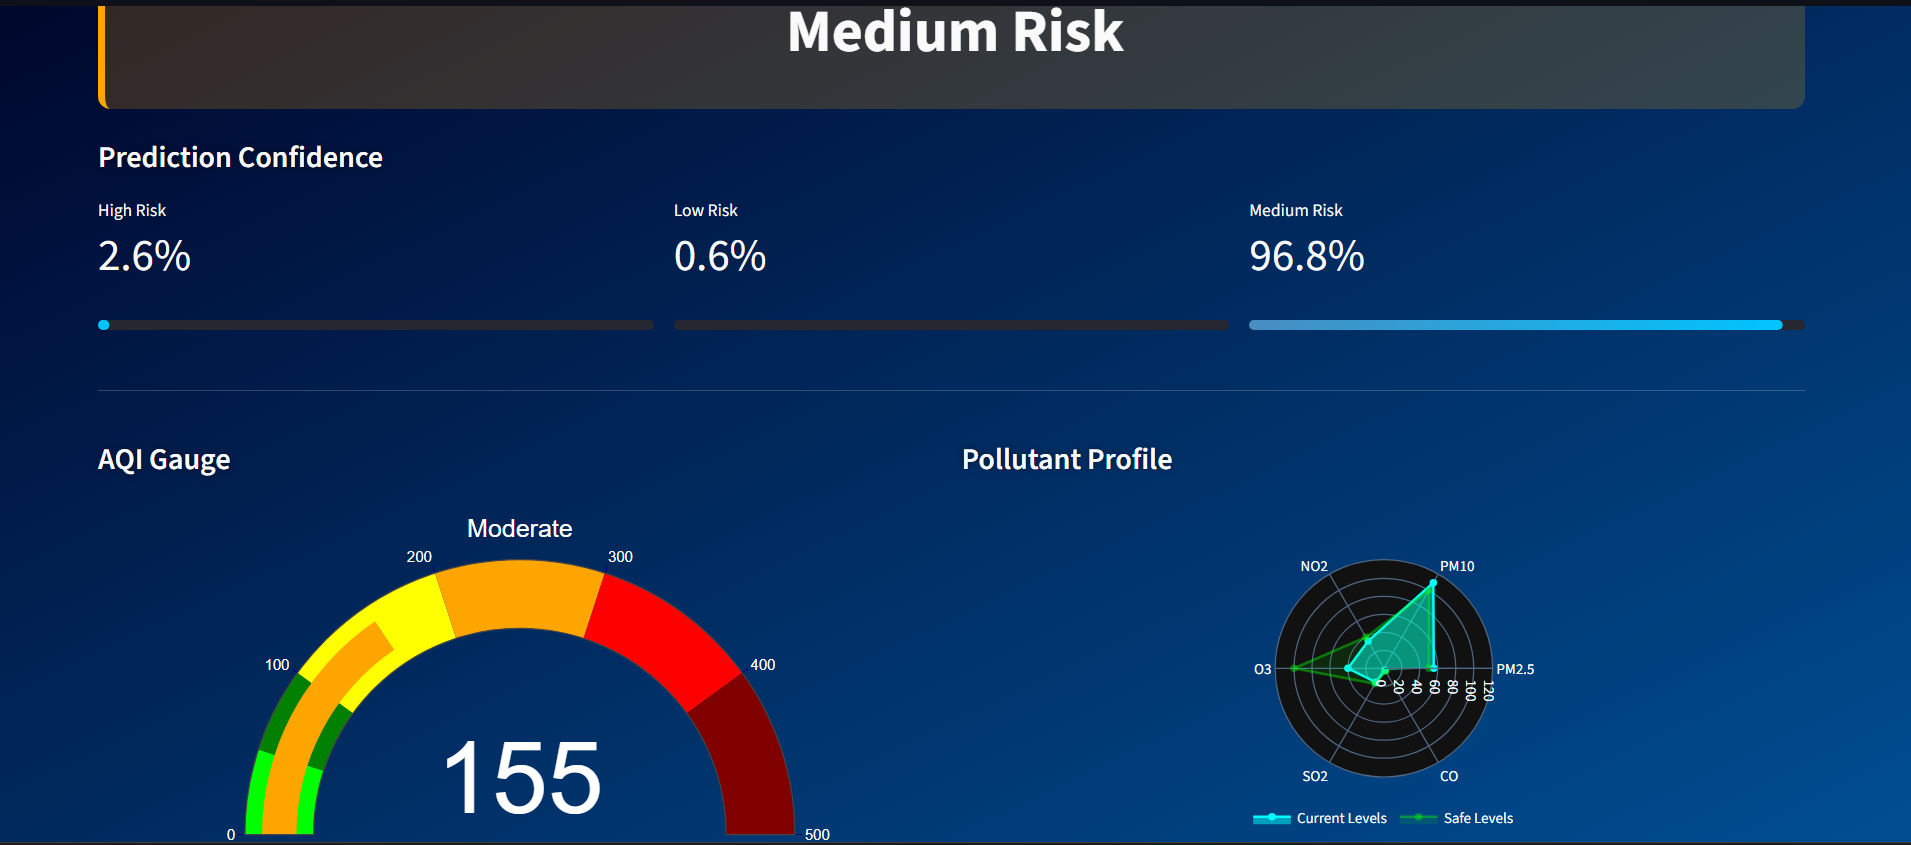 Medium Risk
Prediction Confidence
High Risk
2.6%
Low Risk
0.6%
Medium Risk
96.8%
AQI Gauge
Moderate
0
100
200
300
400
500
155
Pollutant Profile
NO2
PM10
O3
PM2.5
SO2
CO
0
20
40
60
80
100
120
Current Levels
Safe Levels